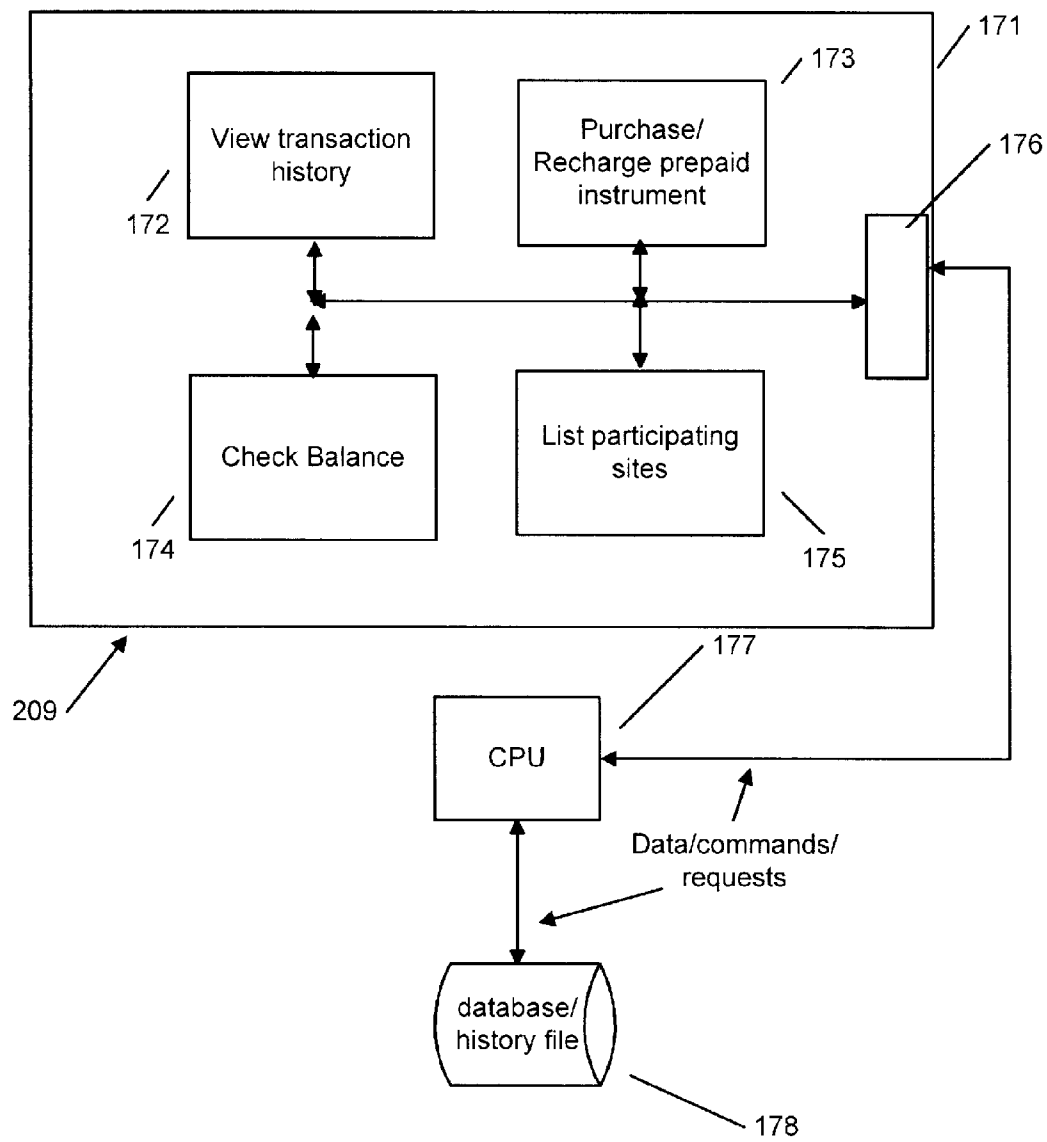 171
173
View transaction
history
Purchase/
Recharge prepaid
instrument
176
172
Check Balance
List participating
sites
174
175
177
209
CPU
Data/commands/
requests
database/
history file
178